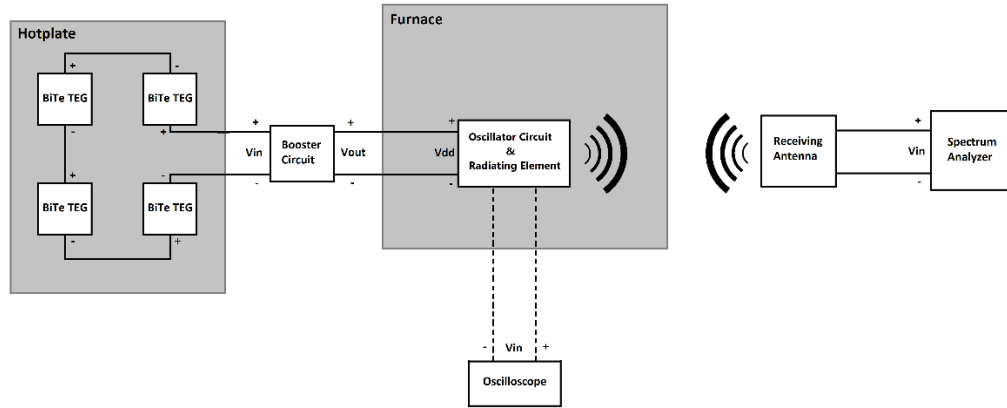 Hotplate
Furnace
+
-
BiTe TEG
BiTe TEG
-
+
+
-
BiTe TEG
BiTe TEG
-
+
+
Vin
-
Booster
Circuit
+
Vout
-
+
Vdd
-
Oscillator Circuit
&
Radiating Element
Receiving
Antenna
+
Vin
-
Spectrum
Analyzer
- Vin +
Oscilloscope